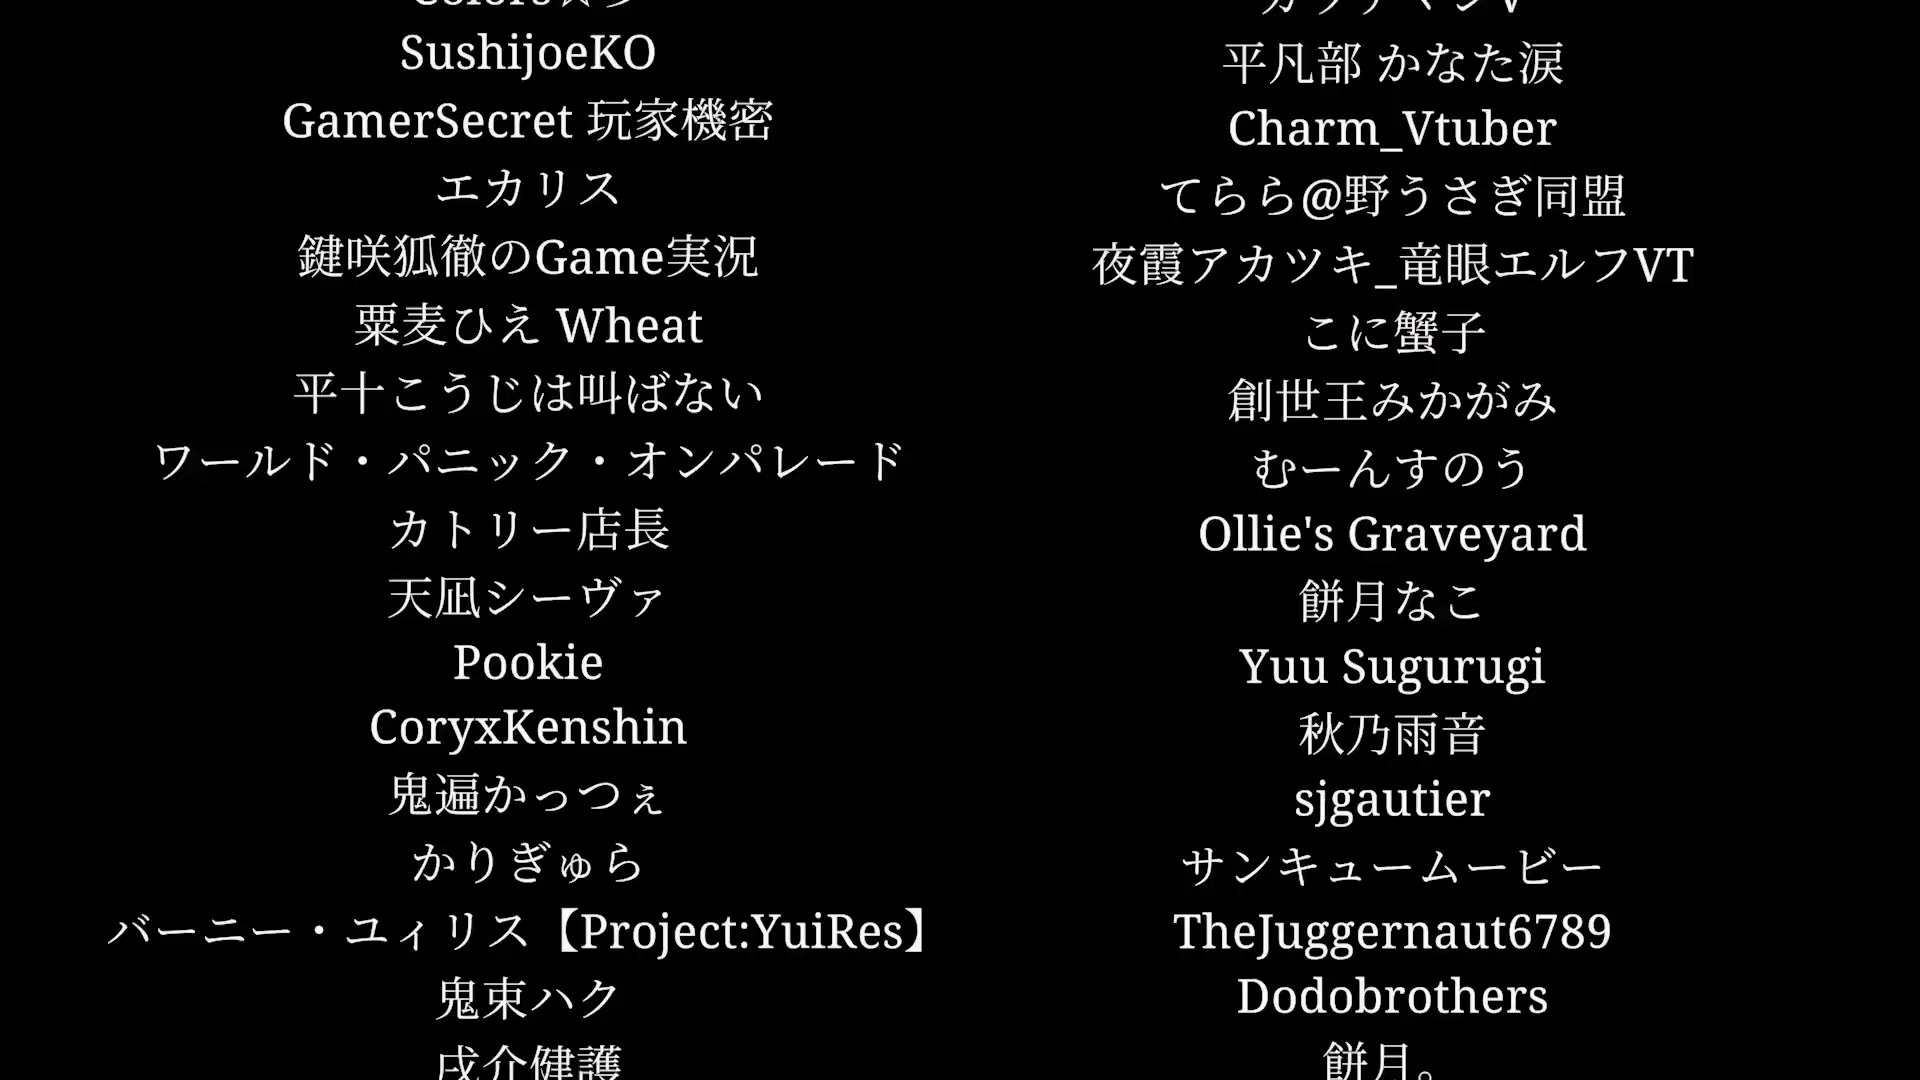 SushijoeKO
GamerSecret 玩家機密
エカリス
鍵咲狐徹のGame実況
粟麦ひえ Wheat
平十こうじは叫ばない
ワールド・パニック・オンパレード
カトリー店長
天凪シーヴァ
Pookie
CoryxKenshin
鬼遍かっつぇ
かりぎゅら
バーニー・ユィリス【Project:YuiRes】
鬼束ハク
戌介健護
平凡部 かなた涙
Charm_Vtuber
てらら@野うさぎ同盟
夜霞アカツキ_竜眼エルフVT
こに蟹子
創世王みかがみ
むーんすのう
Ollie's Graveyard
餅月なこ
Yuu Sugurugi
秋乃雨音
sjgautier
サンキュームービー
TheJuggernaut6789
Dodobrothers
餅月。